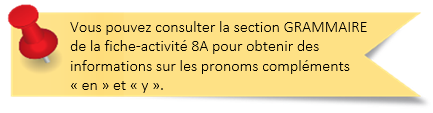 Vous pouvez consulter la section GRAMMAIRE
de la fiche-activité 8A pour obtenir des
informations sur les pronoms compléments
« en » et « y ».